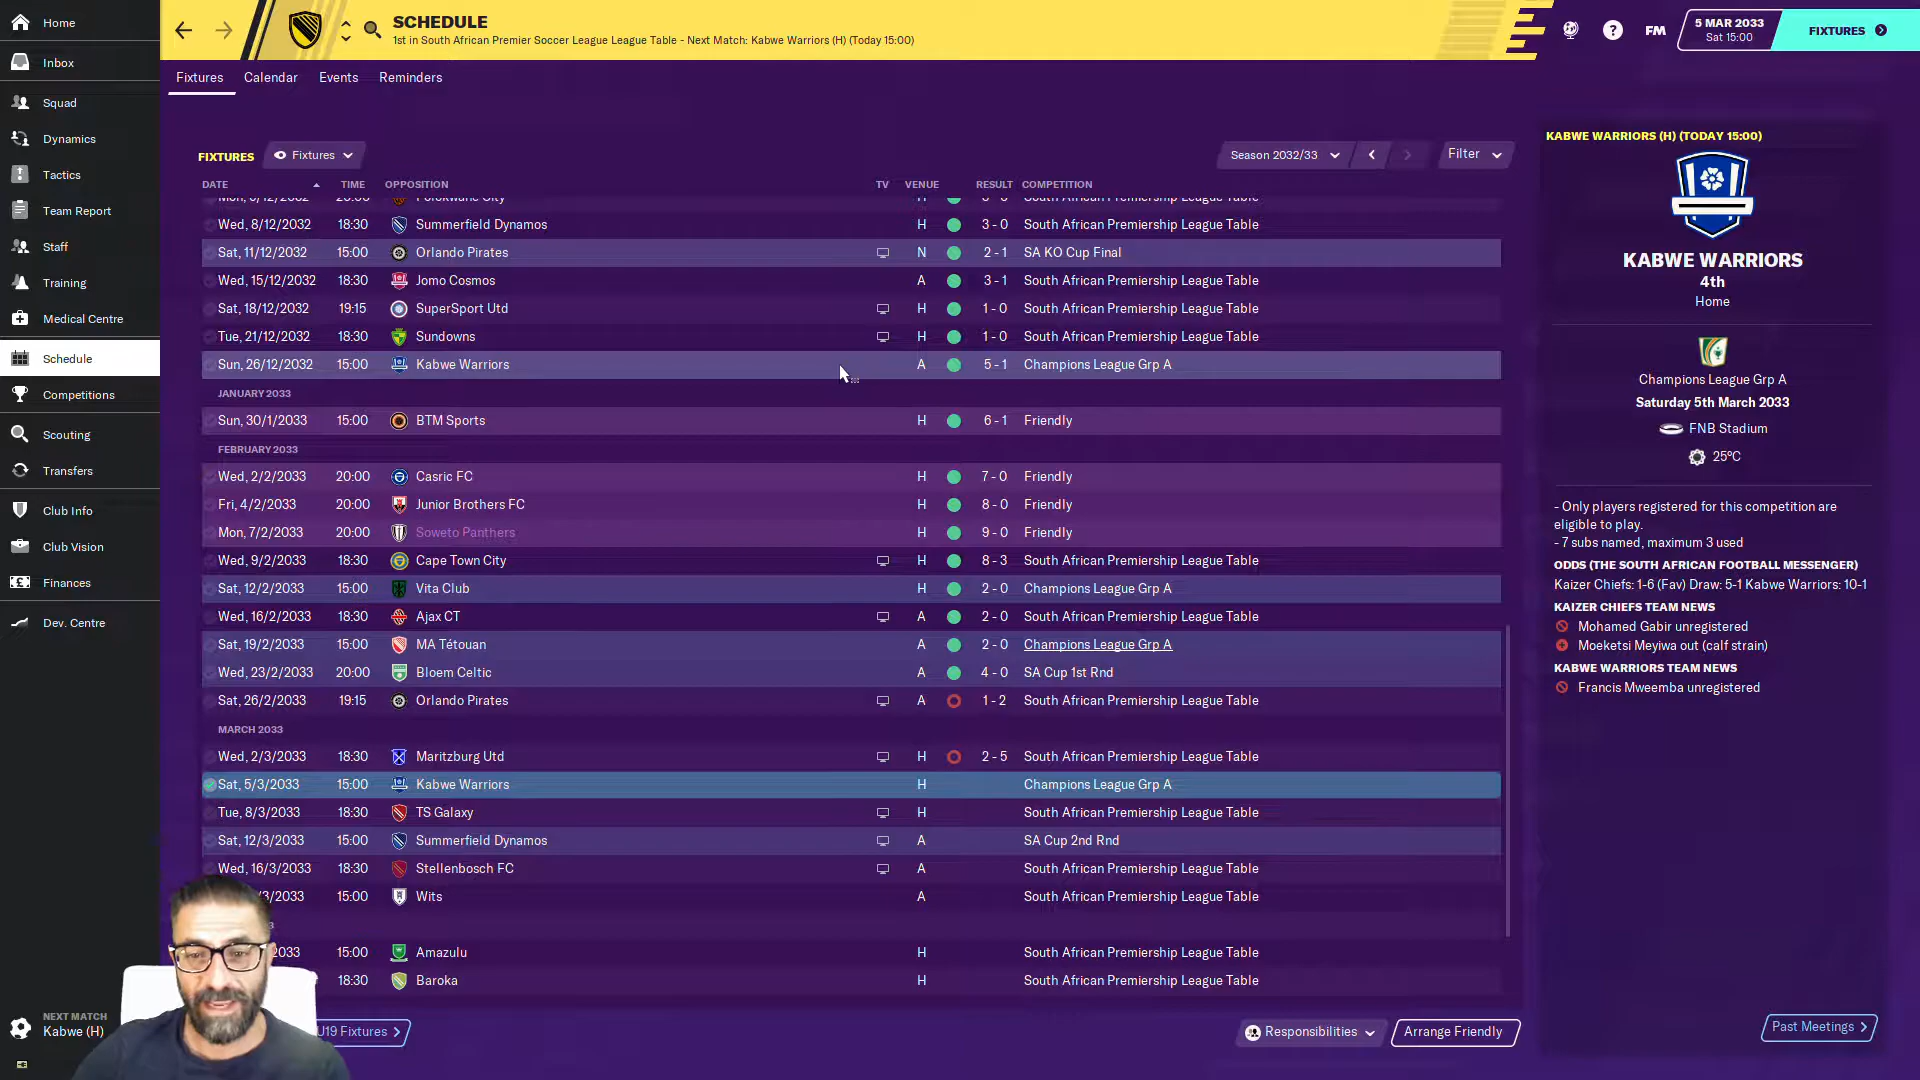 Home
Inbox
Squad
Dynamics
Tactics
Team Report
Staff
Training
Medical Centre
Schedule
Competitions
Scouting
Transfers
Club Info
Club Vision
Finances
Dev. Centre
NEXT MATCH
Kabwe (H)
SCHEDULE
1st in South African Premier Soccer League League Table - Next Match: Kabwe Warriors (H) (Today 15:00)
? FM
5 MAR 2033
Sat 15:00
FIXTURES
Fixtures Calendar Events Reminders
FIXTURES Fixtures Season 2032/33 Filter
DATE TIME OPPOSITION TV VENUE RESULT COMPETITION
Polokwane City H South African Premiership League Table
Wed, 8/12/2032 18:30 Summerfield Dynamos H 3 - 0 South African Premiership League Table
Sat, 11/12/2032 15:00 Orlando Pirates N 2 - 1 SA KO Cup Final
Wed, 15/12/2032 18:30 Jomo Cosmos A 3 - 1 South African Premiership League Table
Sat, 18/12/2032 19:15 SuperSport Utd H 1 - 0 South African Premiership League Table
Tue, 21/12/2032 18:30 Sundowns H 1 - 0 South African Premiership League Table
Sun, 26/12/2032 15:00 Kabwe Warriors A 5 - 1 Champions League Grp A
JANUARY 2033
Sun, 30/1/2033 15:00 BTM Sports H 6 - 1 Friendly
FEBRUARY 2033
Wed, 2/2/2033 20:00 Casric FC H 7 - 0 Friendly
Fri, 4/2/2033 20:00 Junior Brothers FC H 8 - 0 Friendly
Mon, 7/2/2033 20:00 Soweto Panthers H 9 - 0 Friendly
Wed, 9/2/2033 18:30 Cape Town City H 8 - 3 South African Premiership League Table
Sat, 12/2/2033 15:00 Vita Club H 2 - 0 Champions League Grp A
Wed, 16/2/2033 18:30 Ajax CT A 2 - 0 South African Premiership League Table
Sat, 19/2/2033 15:00 MA Tétouan A 2 - 0 Champions League Grp A
Wed, 23/2/2033 20:00 Bloem Celtic A 4 - 0 SA Cup 1st Rnd
Sat, 26/2/2033 19:15 Orlando Pirates A 1 - 2 South African Premiership League Table
MARCH 2033
Wed, 2/3/2033 18:30 Maritzburg Utd H 2 - 5 South African Premiership League Table
Sat, 5/3/2033 15:00 Kabwe Warriors H Champions League Grp A
Tue, 8/3/2033 18:30 TS Galaxy H South African Premiership League Table
Sat, 12/3/2033 15:00 Summerfield Dynamos A SA Cup 2nd Rnd
Wed, 16/3/2033 18:30 Stellenbosch FC A South African Premiership League Table
/3/2033 15:00 Wits A South African Premiership League Table
2033 15:00 Amazulu H South African Premiership League Table
18:30 Baroka H South African Premiership League Table
U19 Fixtures Responsibilities Arrange Friendly
KABWE WARRIORS (H) (TODAY 15:00)
KABWE WARRIORS
4th
Home
Champions League Grp A
Saturday 5th March 2033
FNB Stadium
25°C
- Only players registered for this competition are
eligible to play.
- 7 subs named, maximum 3 used
ODDS (THE SOUTH AFRICAN FOOTBALL MESSENGER)
Kaizer Chiefs: 1-6 (Fav) Draw: 5-1 Kabwe Warriors: 10-1
KAIZER CHIEFS TEAM NEWS
Mohamed Gabir unregistered
Moeketsi Meyiwa out (calf strain)
KABWE WARRIORS TEAM NEWS
Francis Mweemba unregistered
Past Meetings